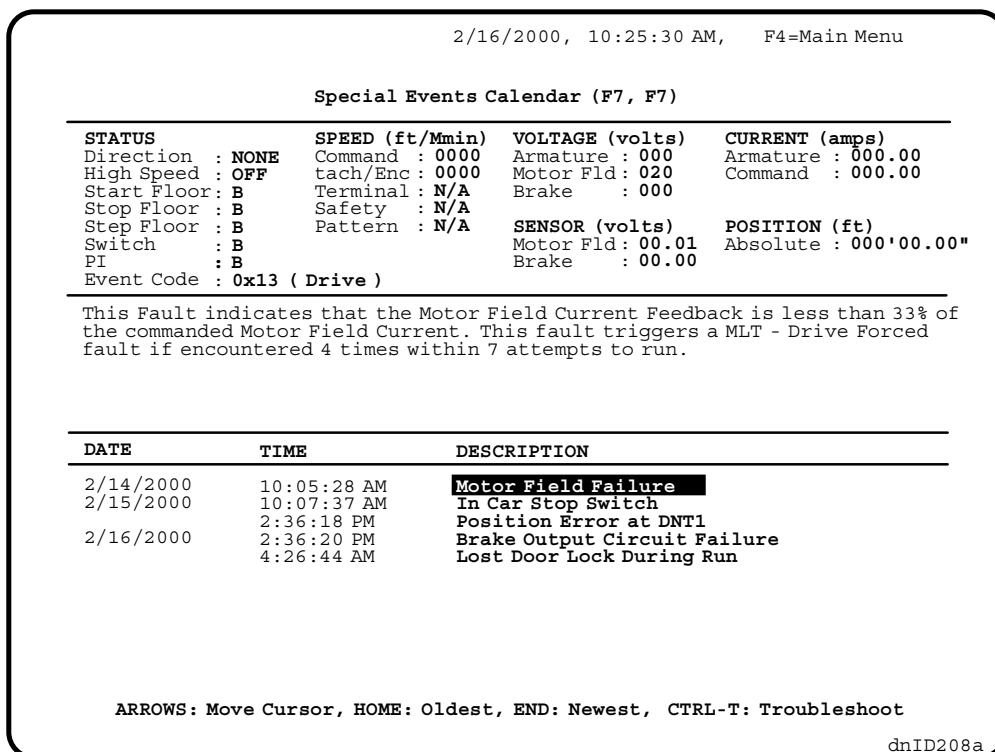 2/16/2000, 10:25:30 AM, F4=Main Menu
Special Events Calendar (F7, F7)
STATUS SPEED (ft/Mmin) VOLTAGE (volts) CURRENT (amps)
Direction : NONE Command : 0000 Armature : 000 Armature : 000.00
High Speed : OFF tach/Enc : 0000 Motor Fld : 020 Command : 000.00
Start Floor : B Terminal : N/A Brake : 000
Stop Floor : B Safety : N/A
Step Floor : B Pattern : N/A SENSOR (volts) POSITION (ft)
Switch : B Motor Fld : 00.01 Absolute : 000'00.00"
PI : B Brake : 00.00
Event Code : 0x13 ( Drive )
This Fault indicates that the Motor Field Current Feedback is less than 33% of
the commanded Motor Field Current. This fault triggers a MLT - Drive Forced
fault if encountered 4 times within 7 attempts to run.
DATE TIME DESCRIPTION
2/14/2000 10:05:28 AM Motor Field Failure
2/15/2000 10:07:37 AM In Car Stop Switch
2:36:18 PM Position Error at DNT1
2/16/2000 2:36:20 PM Brake Output Circuit Failure
4:26:44 AM Lost Door Lock During Run
ARROWS: Move Cursor, HOME: Oldest, END: Newest, CTRL-T: Troubleshoot
dnID208a